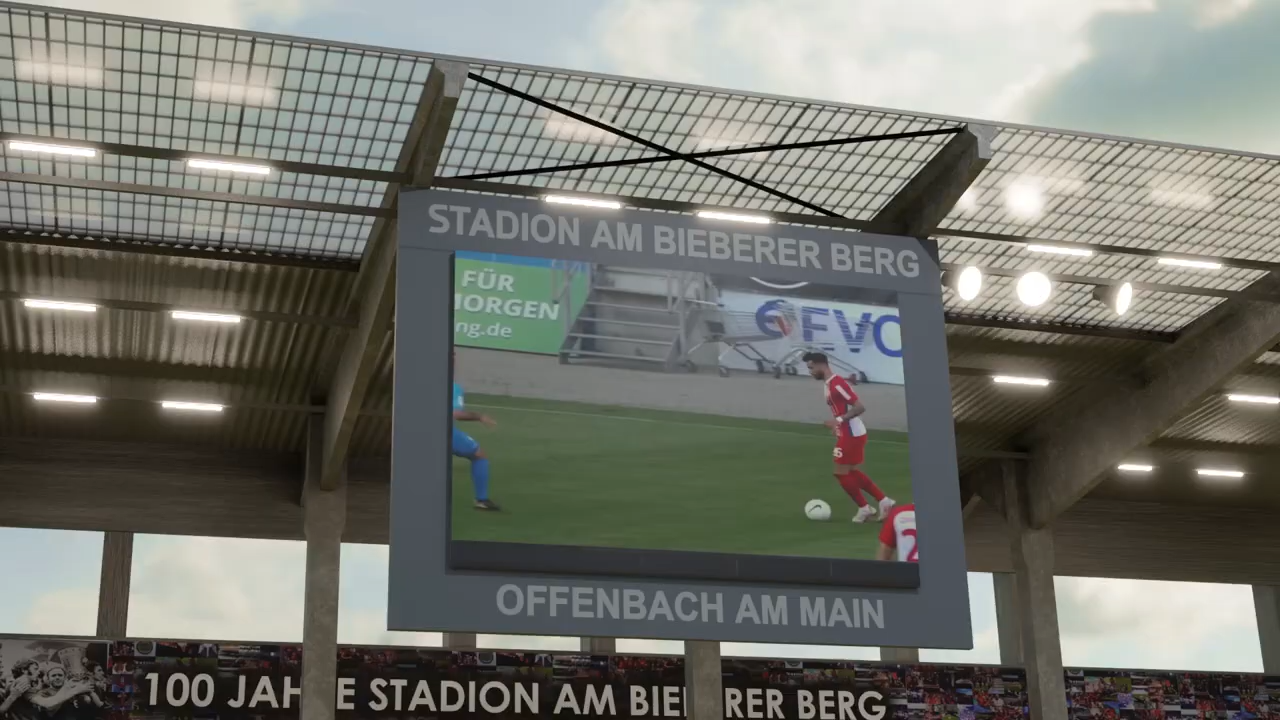 STADION AM BIEBERER BERG
FÜR
MORGEN
ng.de
EVO
OFFENBACH AM MAIN
100 JAHRE STADION AM BIEBERER BERG